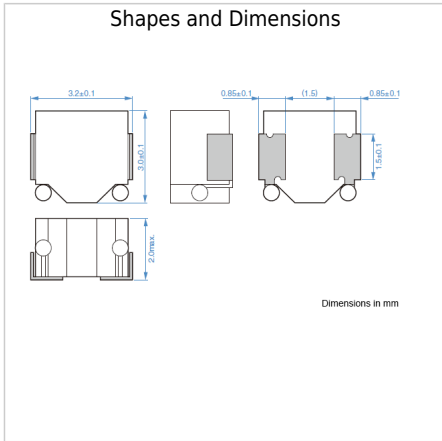 Shapes and Dimensions
3.2±0.1
0.85±0.1
(1.5)
0.85±0.1
3.0±0.1
1.5±0.1
2.0max.
Dimensions in mm